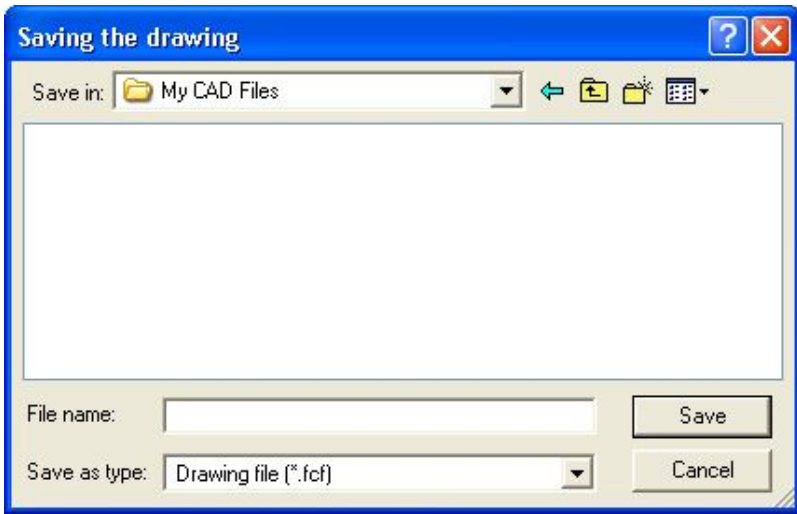 Saving the drawing
Save in: My CAD Files
File name:
Save
Save as type: Drawing file (*.fcf)
Cancel